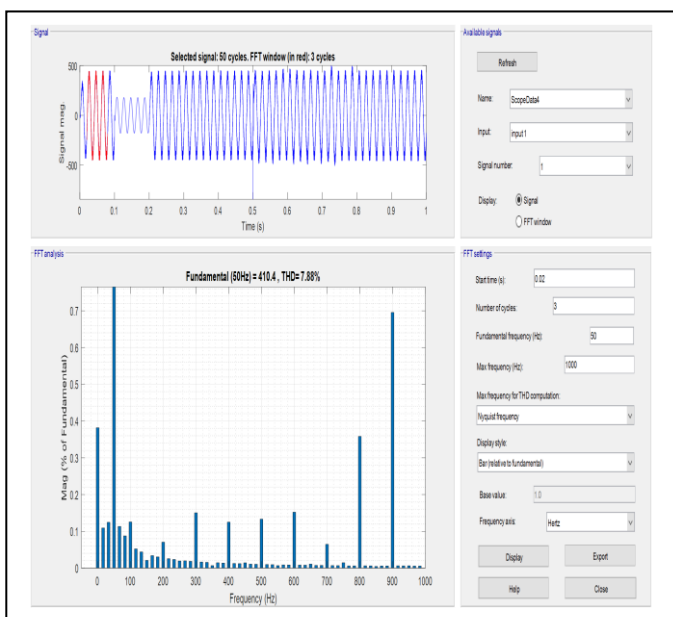 Signal
Selected signal: 50 cycles. FFT window (in red): 3 cycles
500
0
-500
Signal mag.
0 0.1 0.2 0.3 0.4 0.5 0.6 0.7 0.8 0.9 1
Time (s)
Available signals
Refresh
Name: ScopeData4
Input: input 1
Signal number: 1
Display: Signal
FFT window
FFT analysis
Fundamental (50Hz) = 410.4 , THD= 7.88%
0.7
0.6
0.5
0.4
0.3
0.2
0.1
0
Mag (% of Fundamental)
0 100 200 300 400 500 600 700 800 900 1000
Frequency (Hz)
FFT settings
Start time (s): 0.02
Number of cycles: 3
Fundamental frequency (Hz): 50
Max frequency (Hz): 1000
Max frequency for THD computation:
Nyquist frequency
Display style:
Bar (relative to fundamental)
Base value: 1.0
Frequency axis: Hertz
Display Export
Help Close